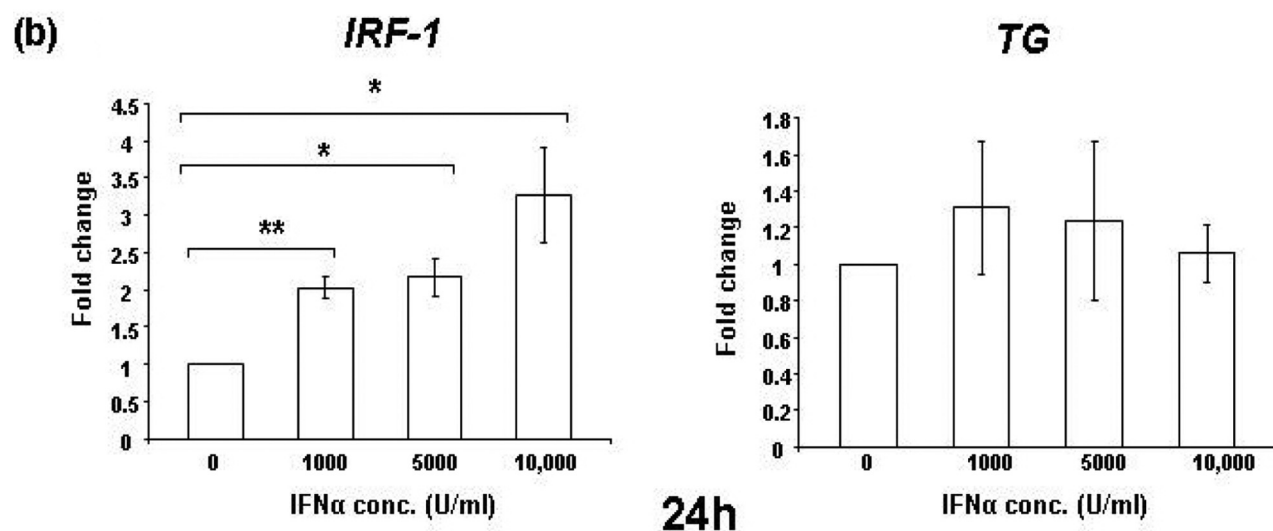 (b)
IRF-1
TG
*
*
**
Fold change
4.5
4
3.5
3
2.5
2
1.5
1
0.5
0
0 1000 5000 10,000
IFNα conc. (U/ml)
Fold change
1.8
1.6
1.4
1.2
1
0.8
0.6
0.4
0.2
0
0 1000 5000 10,000
IFNα conc. (U/ml)
24h